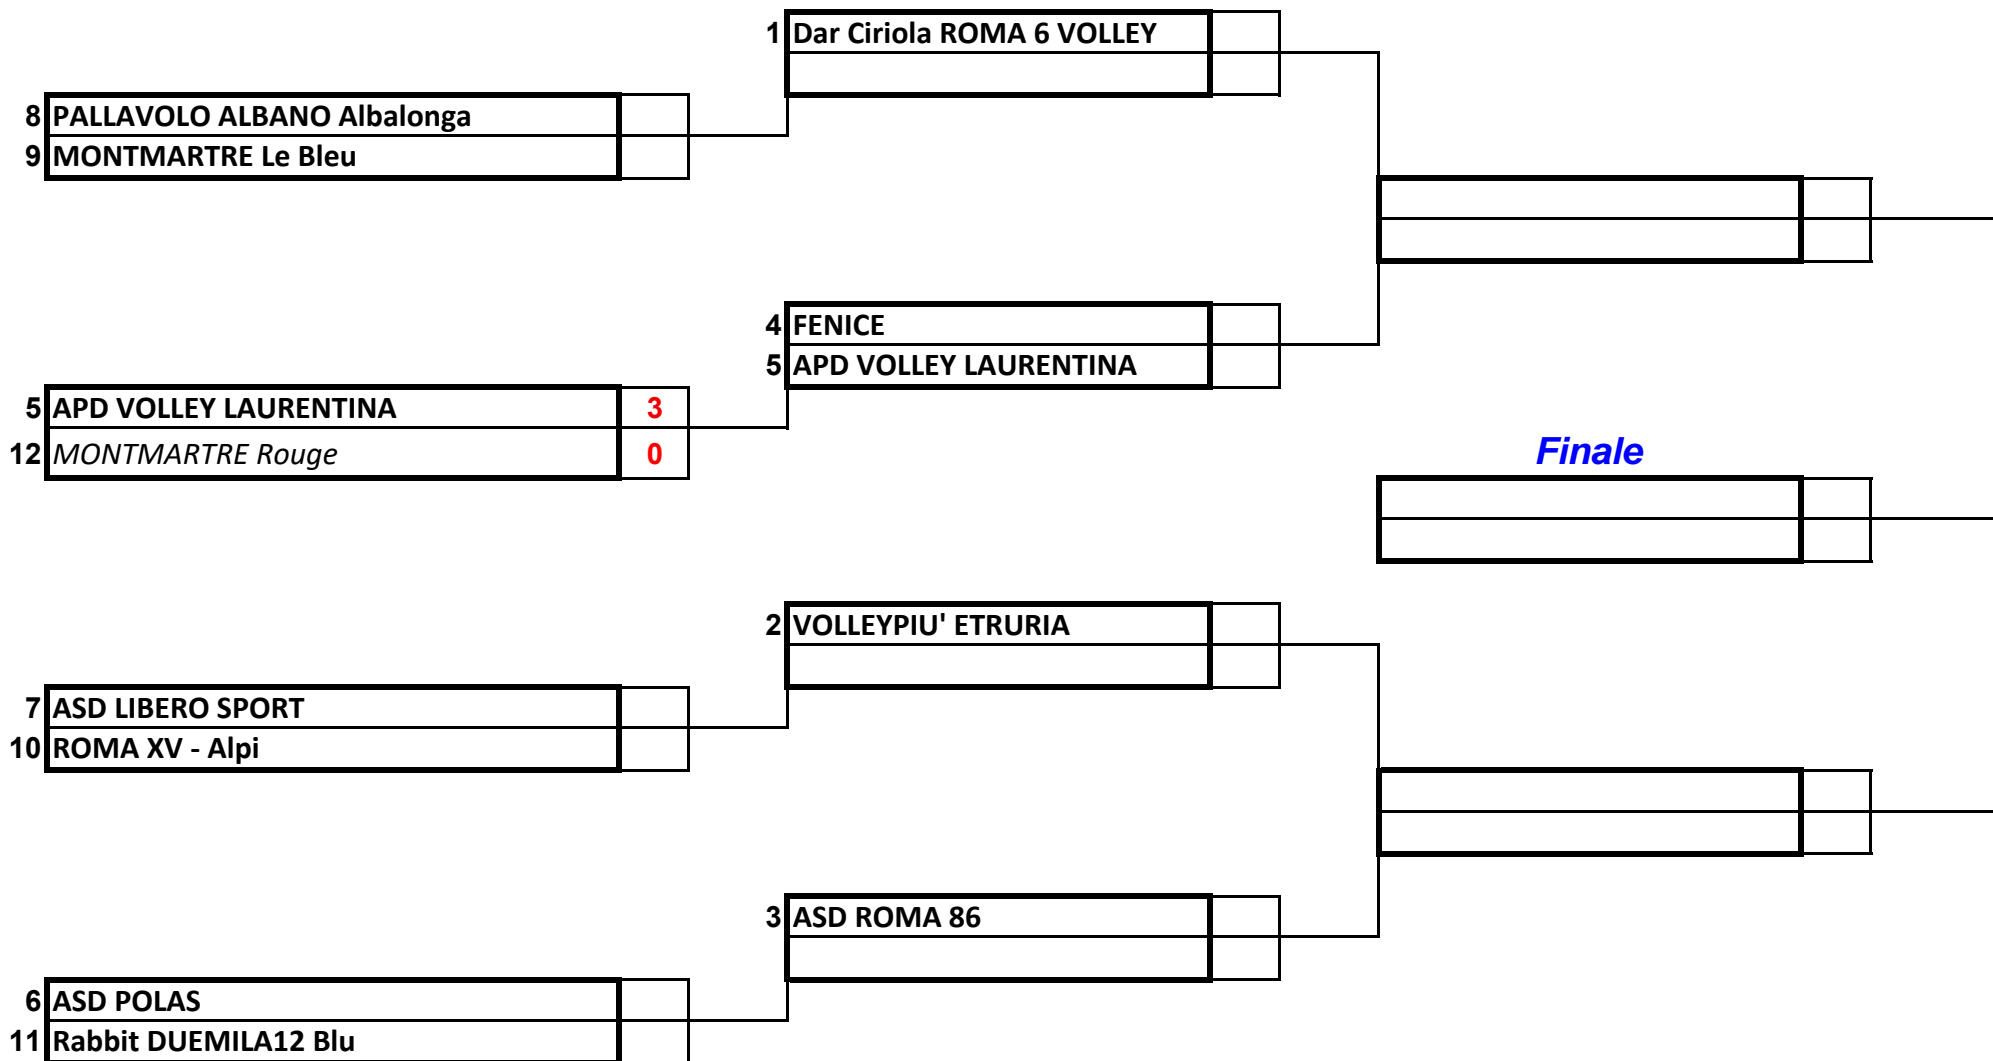 1 Dar Ciriola ROMA 6 VOLLEY
8 PALLAVOLO ALBANO Albalonga
9 MONTMARTRE Le Bleu
4 FENICE
5 APD VOLLEY LAURENTINA
5 APD VOLLEY LAURENTINA 3
12 MONTMARTRE Rouge 0
Finale
2 VOLLEYPIU' ETRURIA
7 ASD LIBERO SPORT
10 ROMA XV - Alpi
3 ASD ROMA 86
6 ASD POLAS
11 Rabbit DUEMILA12 Blu